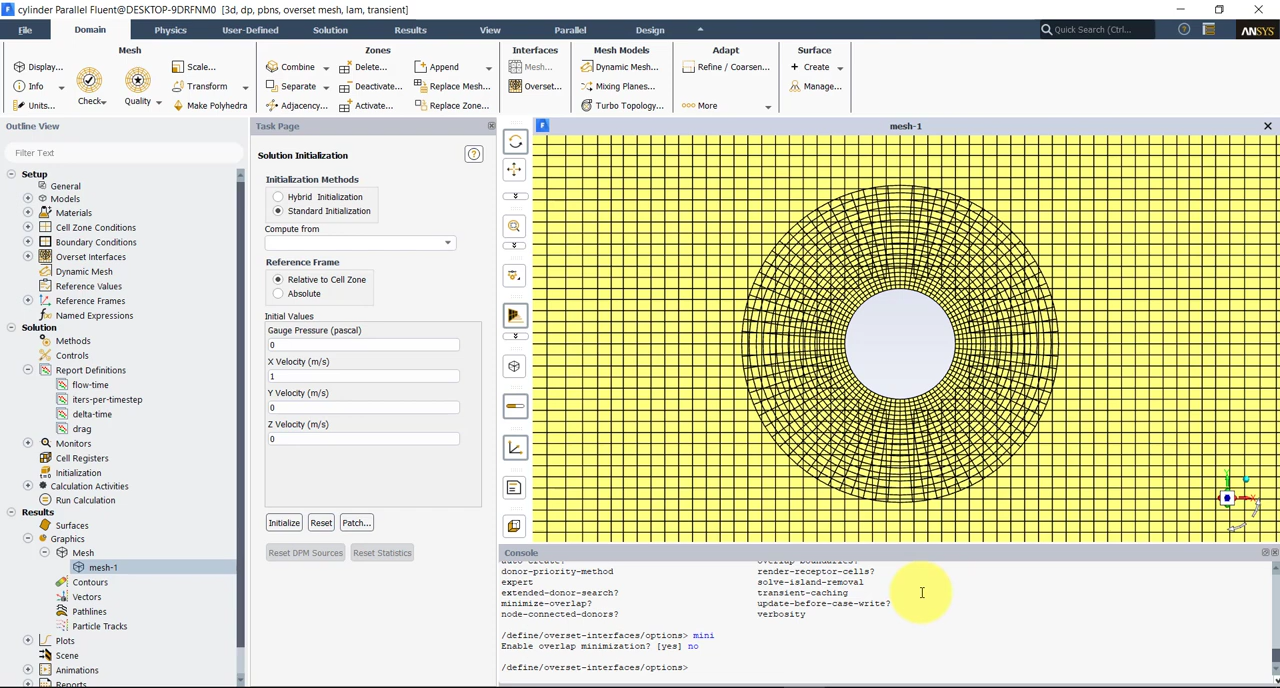 cylinder Parallel Fluent@DESKTOP-9DRFNM0 [3d, dp, pbns, overset mesh, lam, transient]
File Domain Physics User-Defined Solution Results View Parallel Design Quick Search (Ctrl... ANSYS
Mesh Zones Interfaces Mesh Models Adapt Surface
Display... Scale... Combine Delete... Append Mesh... Dynamic Mesh... Refine / Coarsen... Create
Info Transform Separate Deactivate... Replace Mesh... Overset... Mixing Planes... Manage...
Check Quality
Units... Make Polyhedra Adjacency... Activate... Replace Zone... Turbo Topology... More
Outline View
Filter Text
Setup
General
Models
Materials
Cell Zone Conditions
Boundary Conditions
Overset Interfaces
Dynamic Mesh
Reference Values
Reference Frames
Named Expressions
Solution
Methods
Controls
Report Definitions
flow-time
iters-per-timestep
delta-time
drag
Monitors
Cell Registers
Initialization
Calculation Activities
Run Calculation
Results
Surfaces
Graphics
Mesh
mesh-1
Contours
Vectors
Pathlines
Particle Tracks
Plots
Scene
Animations
Reports
Task Page
Solution Initialization
Initialization Methods
Hybrid Initialization
Standard Initialization
Compute from
Reference Frame
Relative to Cell Zone
Absolute
Initial Values
Gauge Pressure (pascal)
0
X Velocity (m/s)
1
Y Velocity (m/s)
0
Z Velocity (m/s)
0
Initialize Reset Patch...
Reset DPM Sources Reset Statistics
mesh-1
Console
donor-priority-method render-receptor-cells?
expert solve-island-removal
extended-donor-search? transient-caching
minimize-overlap? update-before-case-write?
node-connected-donors? verbosity
/define/overset-interfaces/options> mini
Enable overlap minimization? [yes] no
/define/overset-interfaces/options>